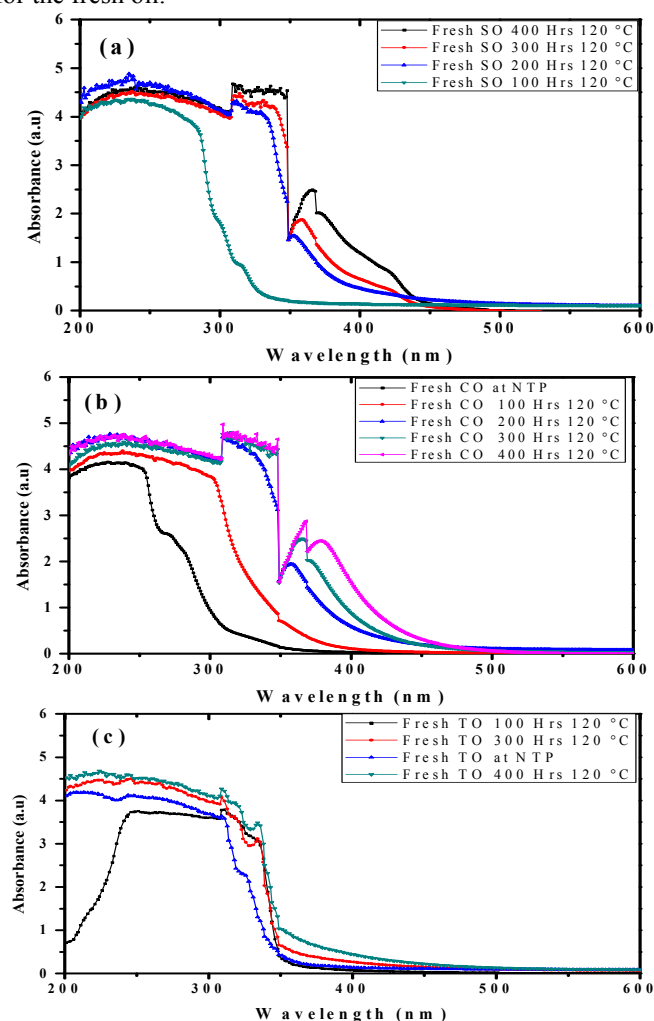 for the fresh oil.
(a)
Fresh SO 400 Hrs 120 °C
Fresh SO 300 Hrs 120 °C
Fresh SO 200 Hrs 120 °C
Fresh SO 100 Hrs 120 °C
6
5
4
3
2
1
0
Absorbance (a.u)
200 300 400 500 600
Wavelength (nm)
(b)
Fresh CO at NTP
Fresh CO 100 Hrs 120 °C
Fresh CO 200 Hrs 120 °C
Fresh CO 300 Hrs 120 °C
Fresh CO 400 Hrs 120 °C
6
5
4
3
2
1
0
Absorbance (a.u)
200 300 400 500 600
Wavelength (nm)
(c)
Fresh TO 100 Hrs 120 °C
Fresh TO 300 Hrs 120 °C
Fresh TO at NTP
Fresh TO 400 Hrs 120 °C
6
5
4
3
2
1
0
Absorbance (a.u)
200 300 400 500 600
Wavelength (nm)